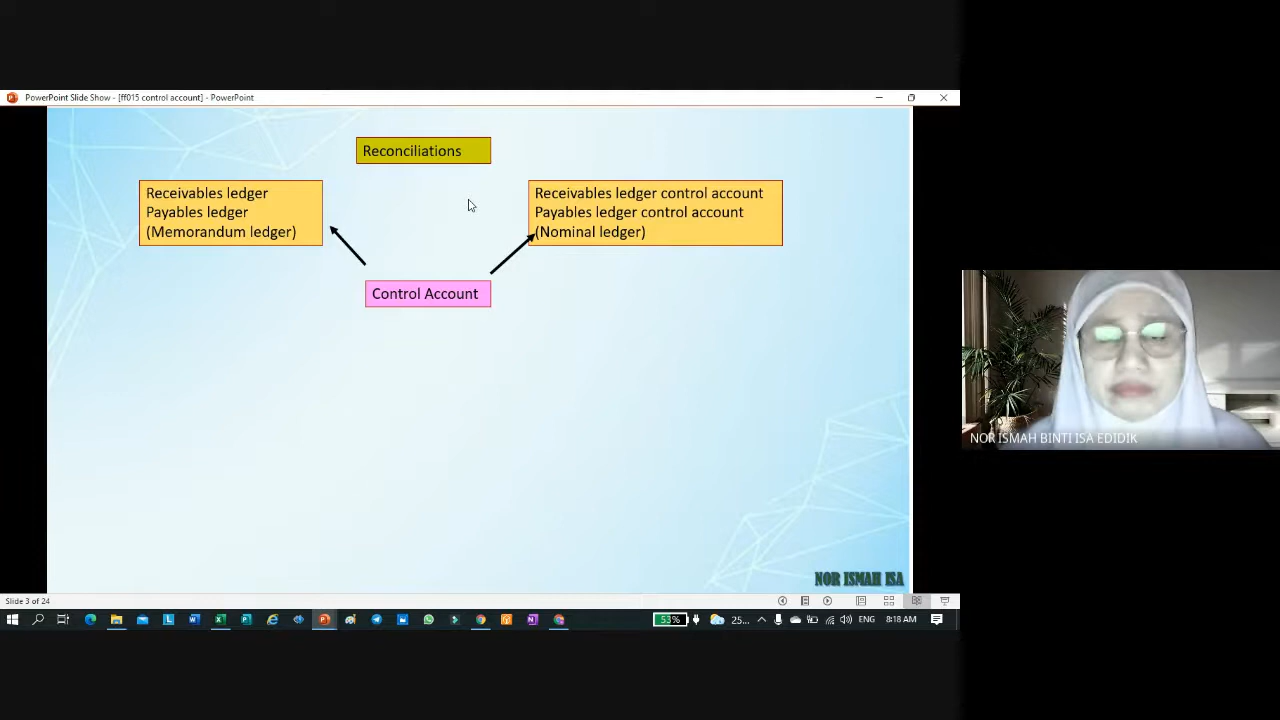 PowerPoint Slide Show - [ff015 control account] - PowerPoint
Reconciliations
Receivables ledger
Payables ledger
(Memorandum ledger)
Receivables ledger control account
Payables ledger control account
(Nominal ledger)
Control Account
NOR ISMAH ISA
NOR ISMAH BINTI ISA EDIDIK
Slide 3 of 24
53%
25...
ENG
8:18 AM